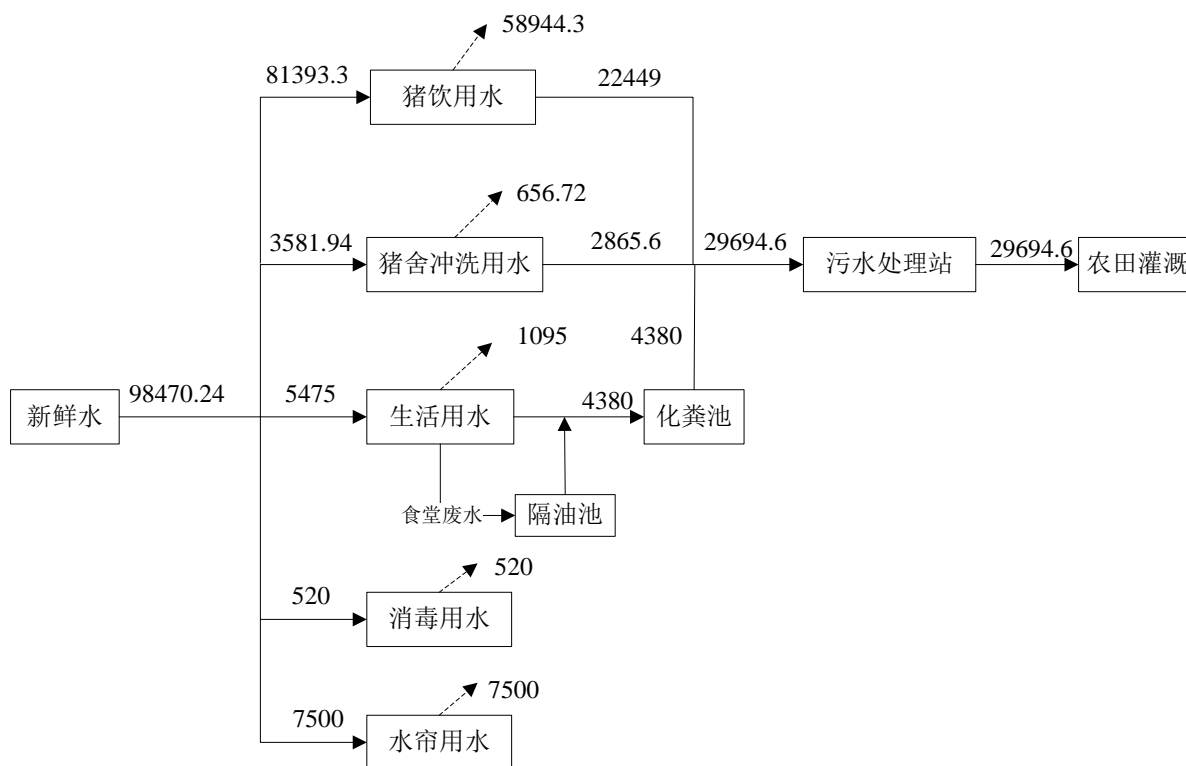 58944.3
81393.3
猪饮用水
22449
656.72
3581.94
猪舍冲洗用水
2865.6
29694.6
污水处理站
29694.6
农田灌溉
1095
4380
新鲜水
98470.24
5475
生活用水
4380
化粪池
食堂废水
隔油池
520
520
消毒用水
7500
7500
水帘用水